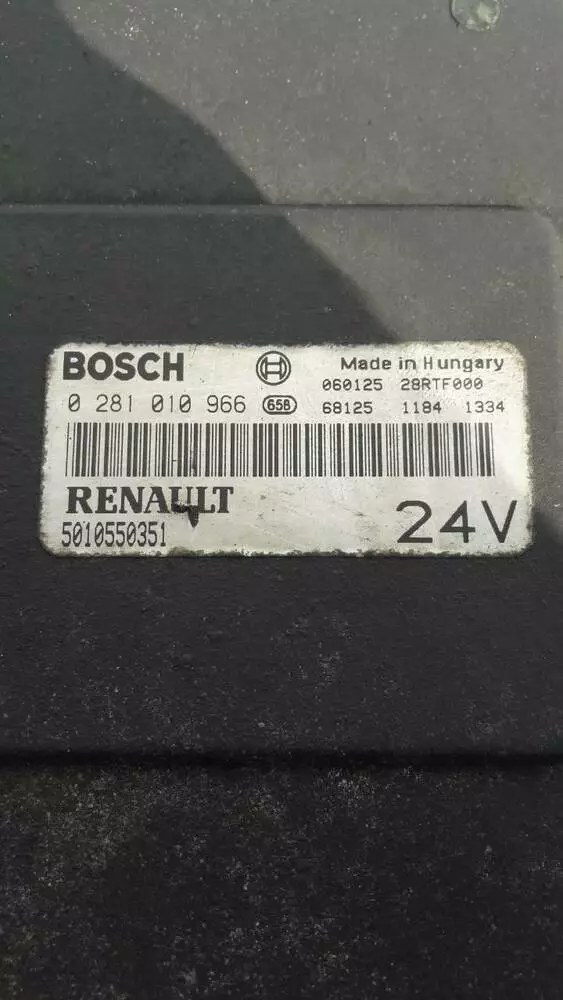 BOSCH Made in Hungary
060125 28RTF000
0 281 010 966 658 68125 1184 1334
RENAULT
5010550351 24V